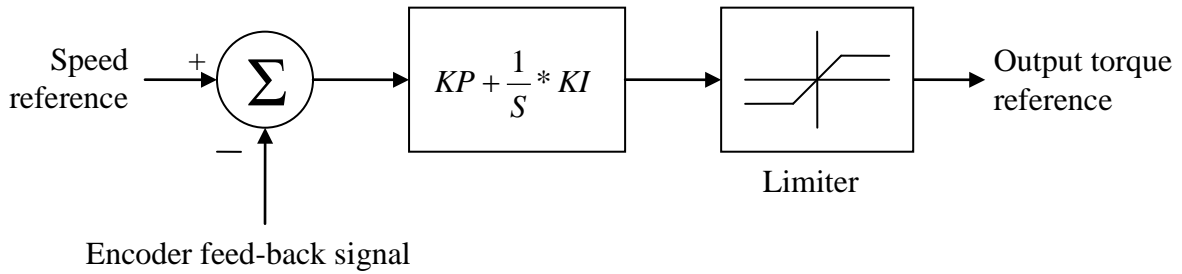 Speed
reference
+
Σ
−
KP + 1/S * KI
Output torque
reference
Limiter
Encoder feed-back signal